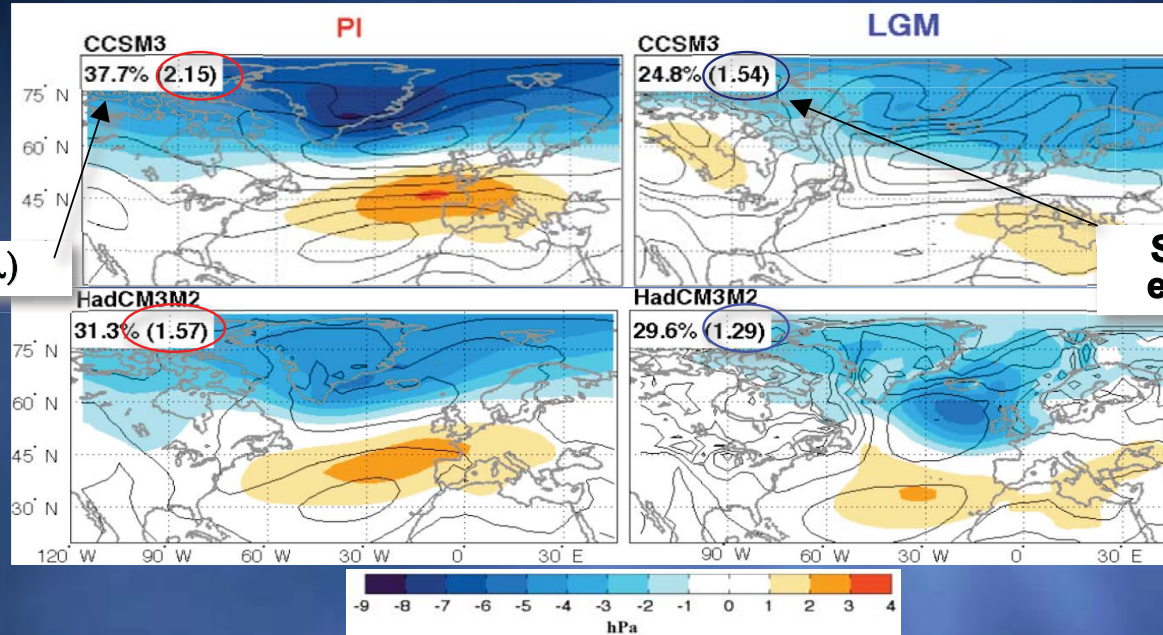 PI
LGM
CCSM3
37.7% (2.15)
CCSM3
24.8% (1.54)
75° N
60° N
45° N
HadCM3M2
31.3% (1.57)
HadCM3M2
29.6% (1.29)
75° N
60° N
45° N
30° N
120° W 90° W 60° W 30° W 0° 30° E
90° W 60° W 30° W 0° 30° E
-9 -8 -7 -6 -5 -4 -3 -2 -1 0 1 2 3 4
hPa